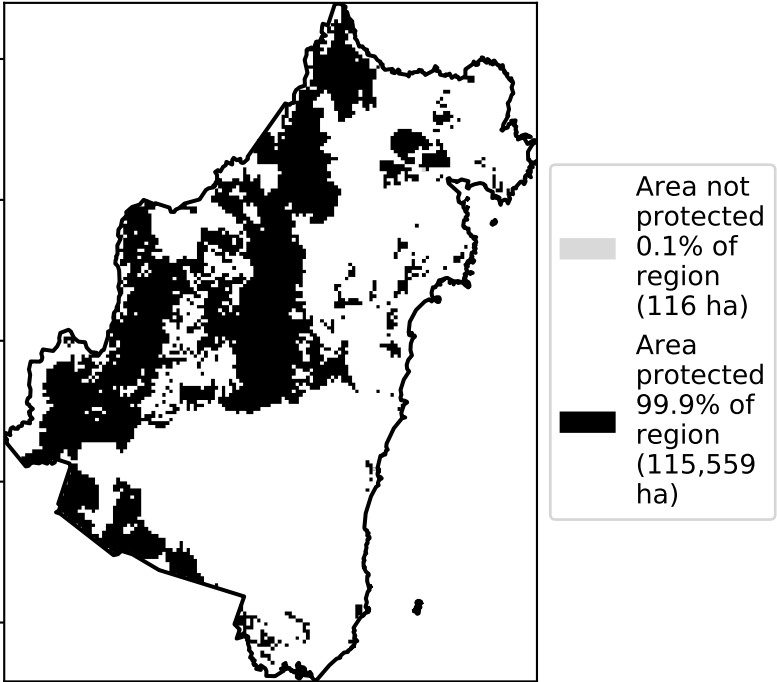 Area not
protected
0.1% of
region
(116 ha)
Area
protected
99.9% of
region
(115,559
ha)